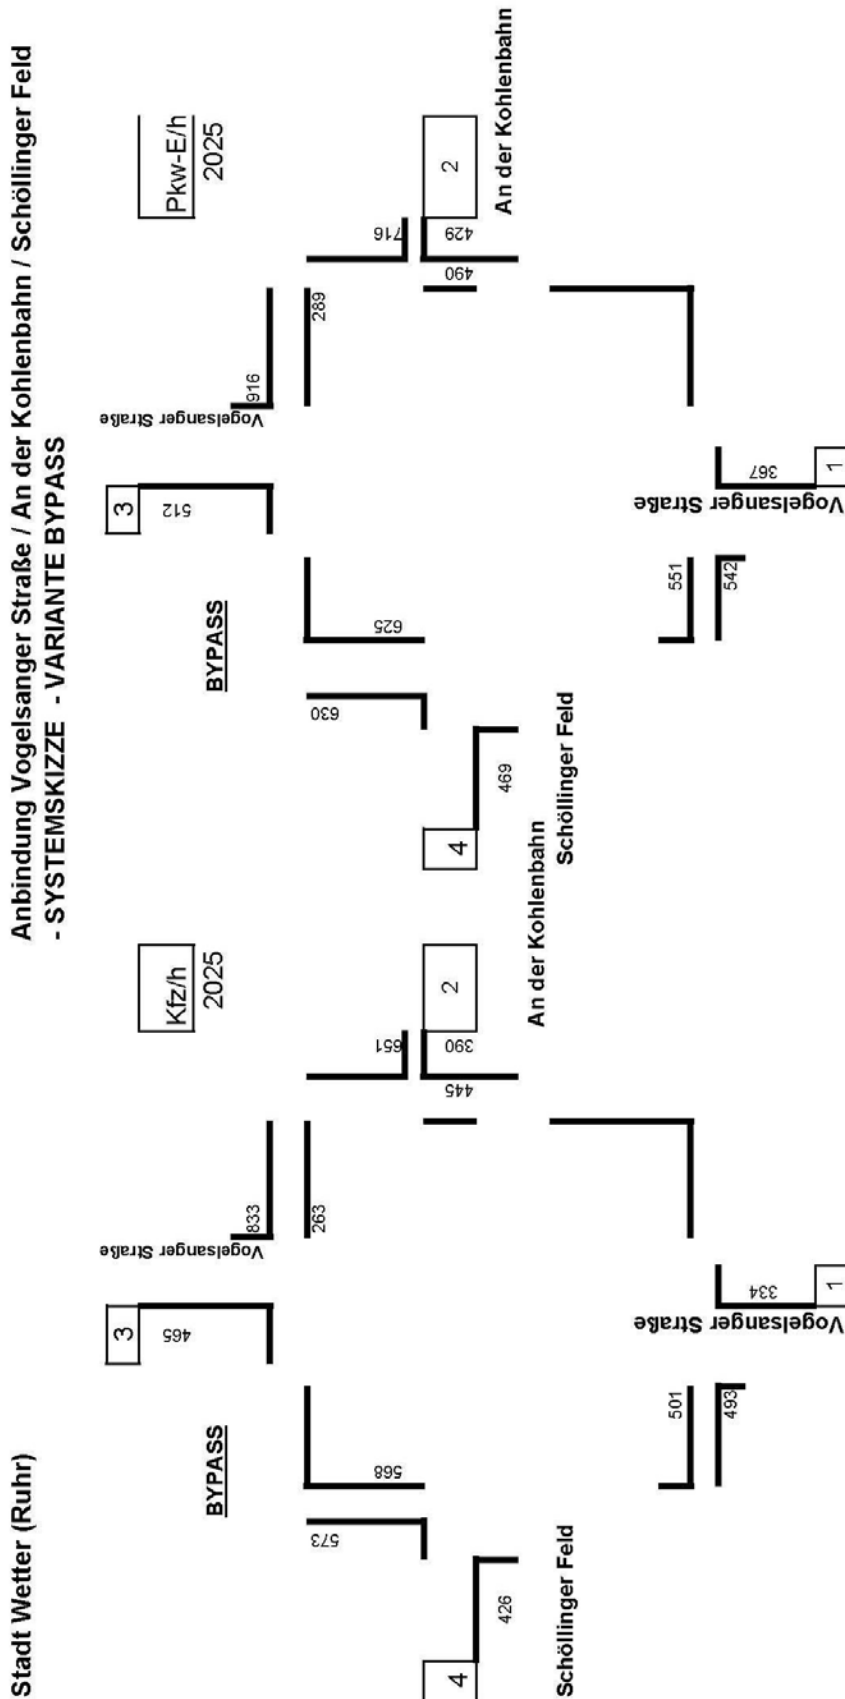 Stadt Wetter (Ruhr)
Anbindung Vogelsanger Straße / An der Kohlenbahn / Schöllinger Feld
- SYSTEMSKIZZE - VARIANTE BYPASS
Kfz/h
2025
3
465
Vogelsanger Straße
833
263
BYPASS
573
568
651
390
445
2
An der Kohlenbahn
4
426
Schöllinger Feld
501
493
334
1
Vogelsanger Straße
Pkw-E/h
2025
3
512
Vogelsanger Straße
916
289
BYPASS
630
625
716
429
490
2
An der Kohlenbahn
4
469
Schöllinger Feld
551
542
367
1
Vogelsanger Straße